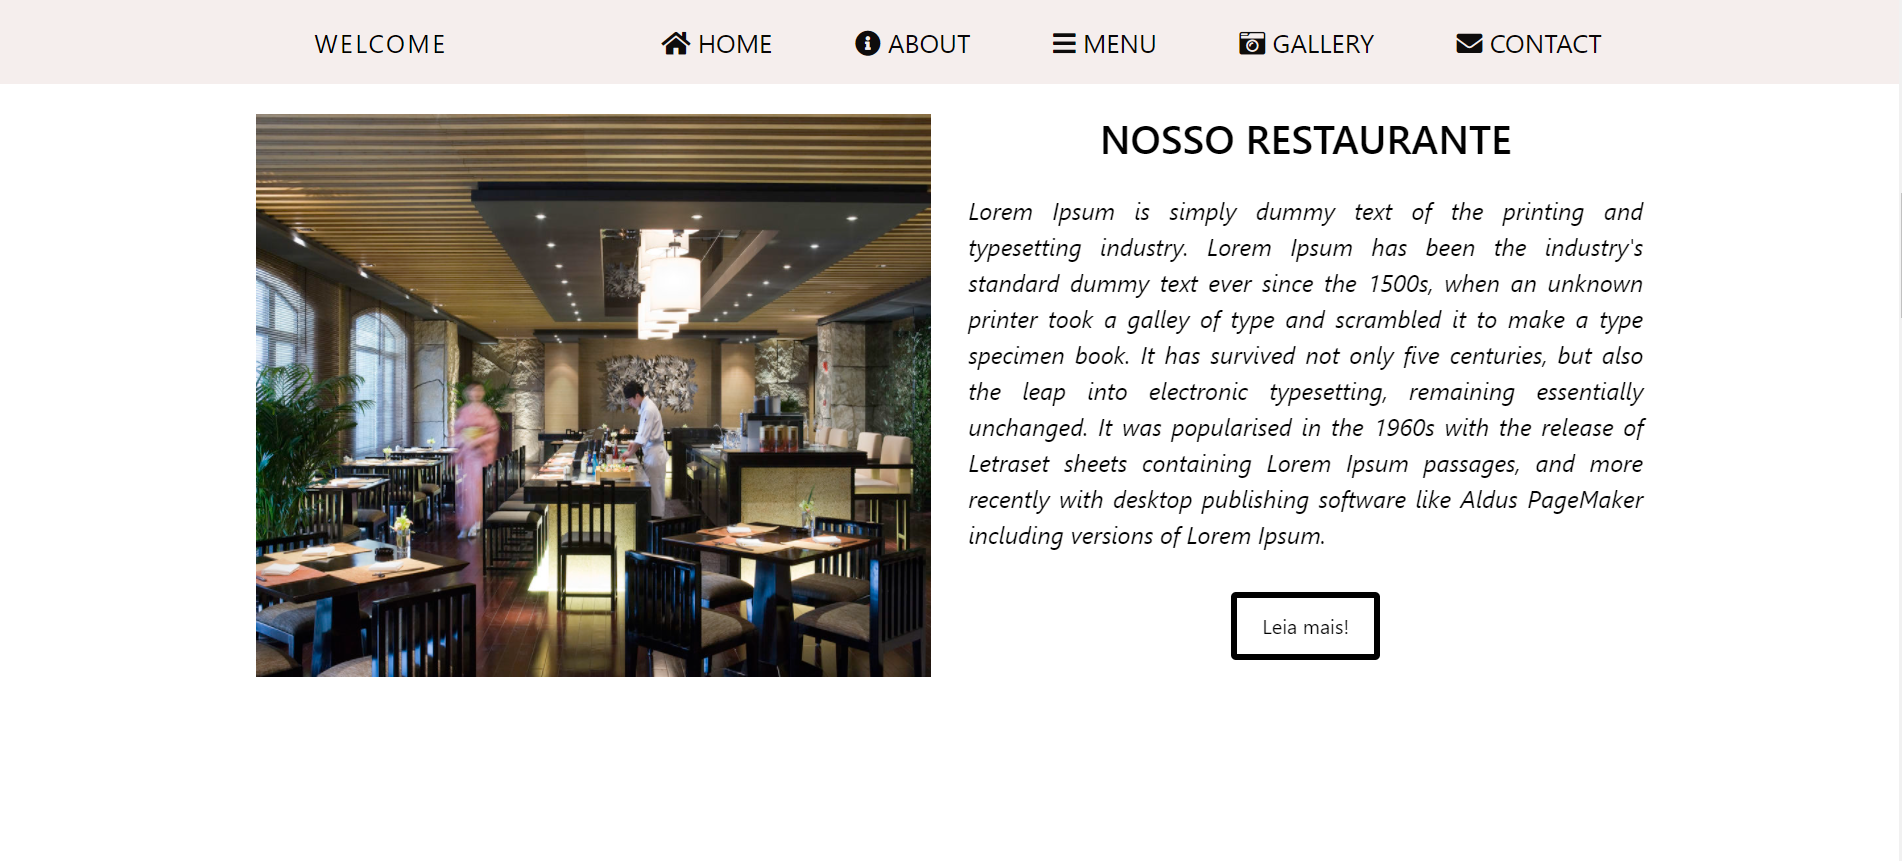 WELCOME HOME ABOUT MENU GALLERY CONTACT
NOSSO RESTAURANTE
Lorem Ipsum is simply dummy text of the printing and
typesetting industry. Lorem Ipsum has been the industry's
standard dummy text ever since the 1500s, when an unknown
printer took a galley of type and scrambled it to make a type
specimen book. It has survived not only five centuries, but also
the leap into electronic typesetting, remaining essentially
unchanged. It was popularised in the 1960s with the release of
Letraset sheets containing Lorem Ipsum passages, and more
recently with desktop publishing software like Aldus PageMaker
including versions of Lorem Ipsum.
Leia mais!